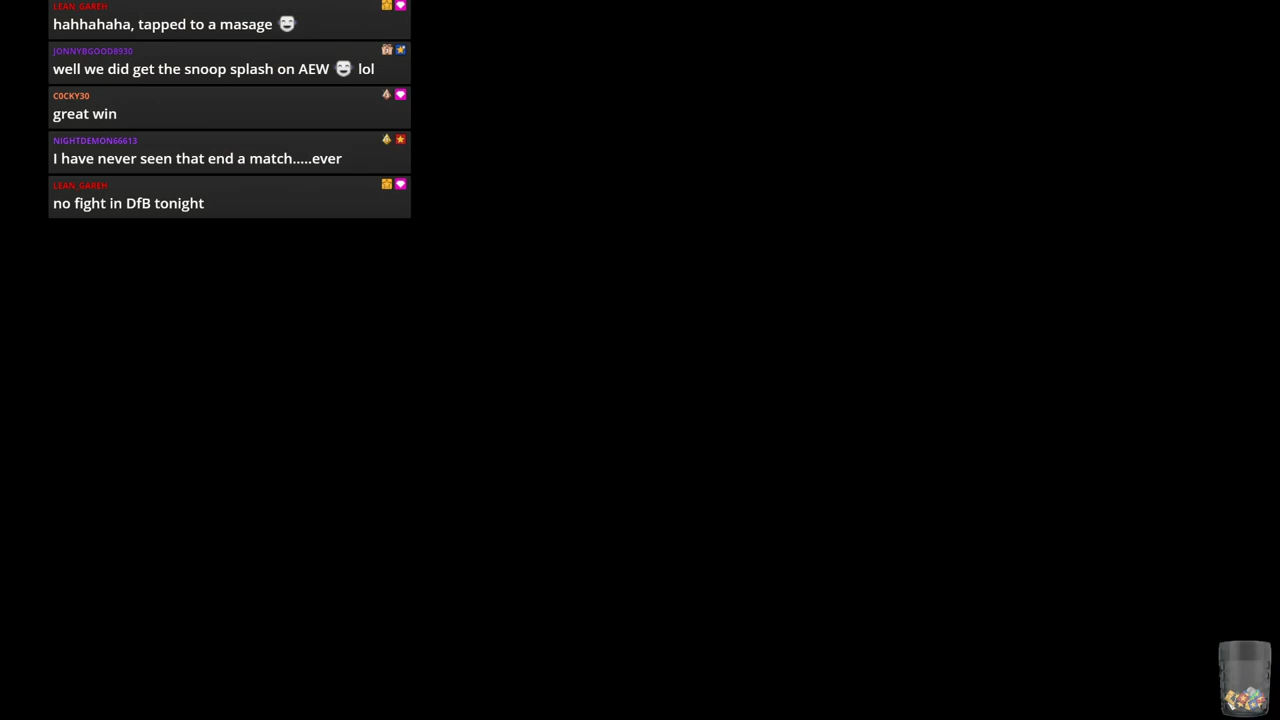 LEAN_GAREH
hahhahaha, tapped to a masage
JONNYBGOOD8930
well we did get the snoop splash on AEW lol
C0CKY30
great win
NIGHTDEMON66613
I have never seen that end a match.....ever
LEAN_GAREH
no fight in DfB tonight